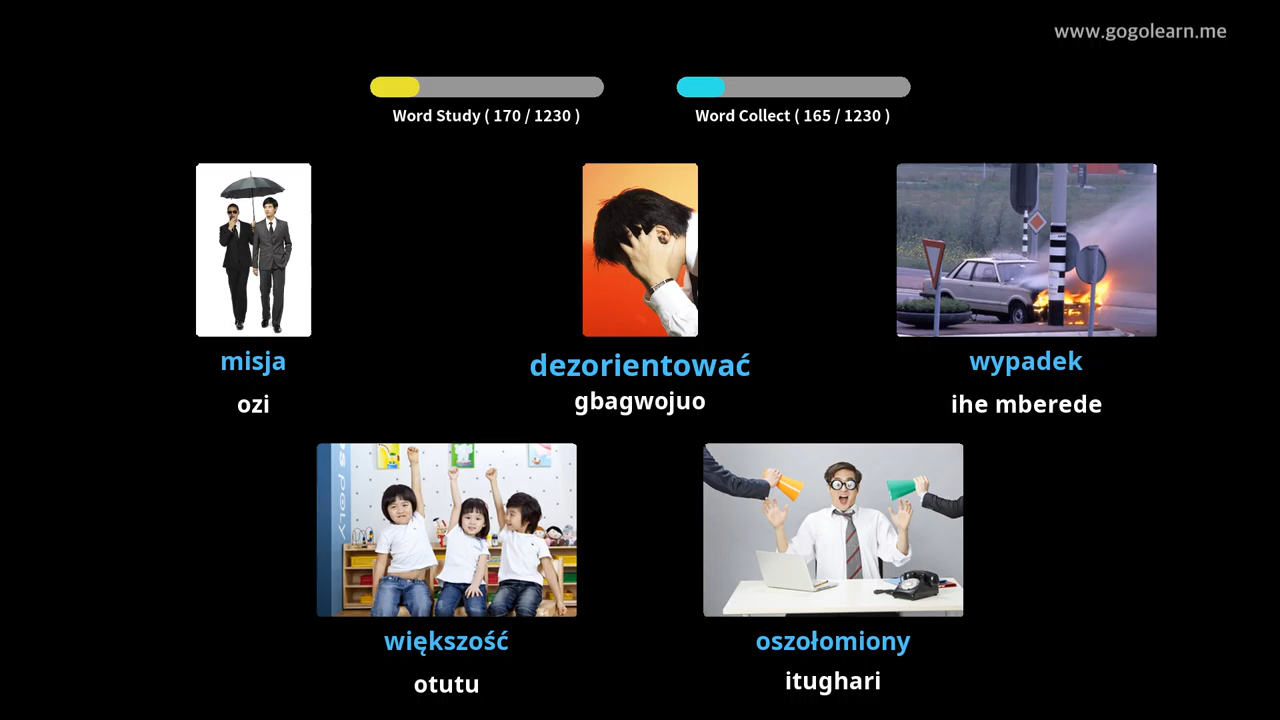 www.gogolearn.me
Word Study ( 170 / 1230 )
Word Collect ( 165 / 1230 )
misja
dezorientować
wypadek
ozi
gbagwojuo
ihe mberede
większość
oszołomiony
otutu
itughari